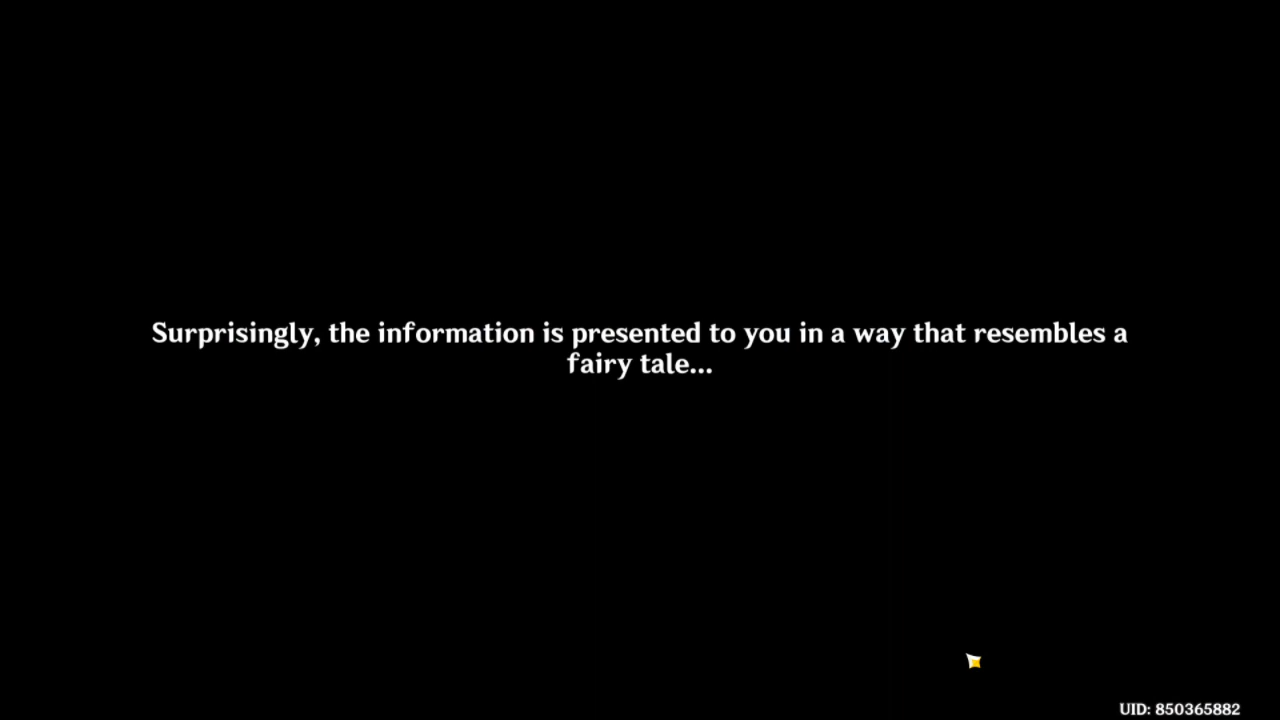 Surprisingly, the information is presented to you in a way that resembles a
fairy tale...
UID: 850365882